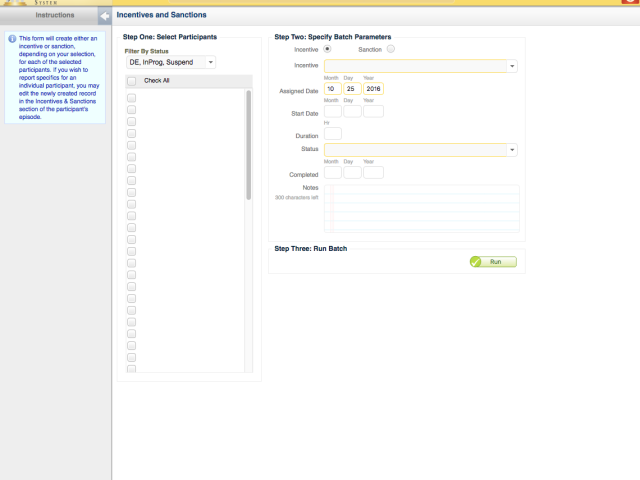 SYSTEM
Instructions
Incentives and Sanctions
This form will create either an
incentive or sanction,
depending on your selection,
for each of the selected
participants. If you wish to
report specifics for an
individual participant, you may
edit the newly created record
in the Incentives & Sanctions
section of the participant's
episode.
Step One: Select Participants
Filter By Status
DE, InProg, Suspend
Check All
Step Two: Specify Batch Parameters
Incentive Sanction
Incentive
Month Day Year
Assigned Date 10 25 2016
Month Day Year
Start Date
Hr
Duration
Status
Month Day Year
Completed
Notes
300 characters left
Step Three: Run Batch
Run